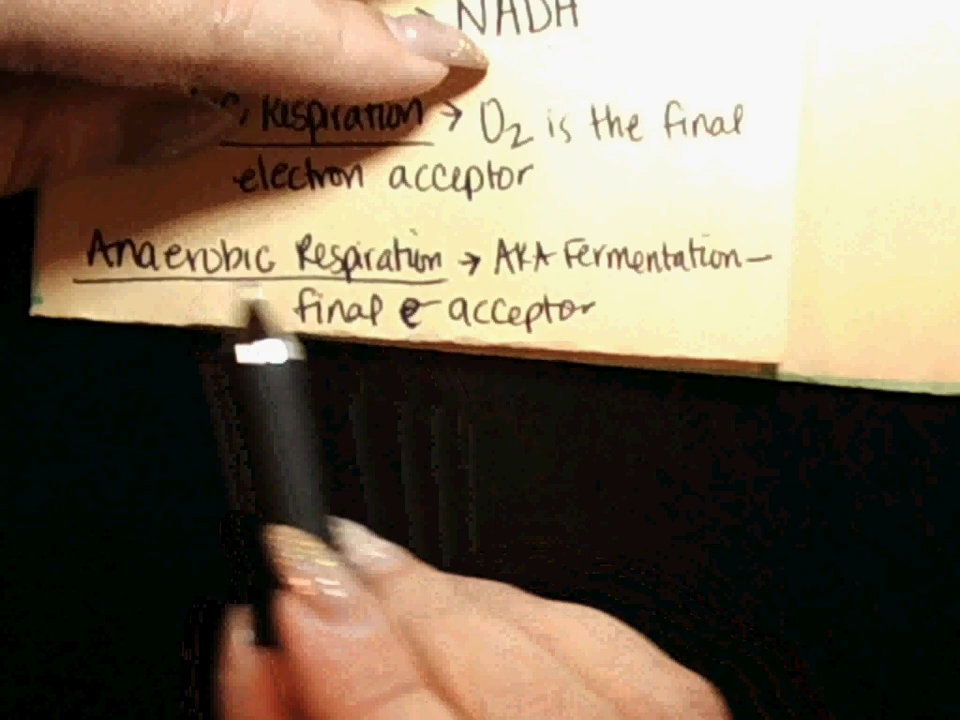 → NADH
Respiration → O₂ is the final
electron acceptor
Anaerobic Respiration → AKA Fermentation—
final e⁻ acceptor